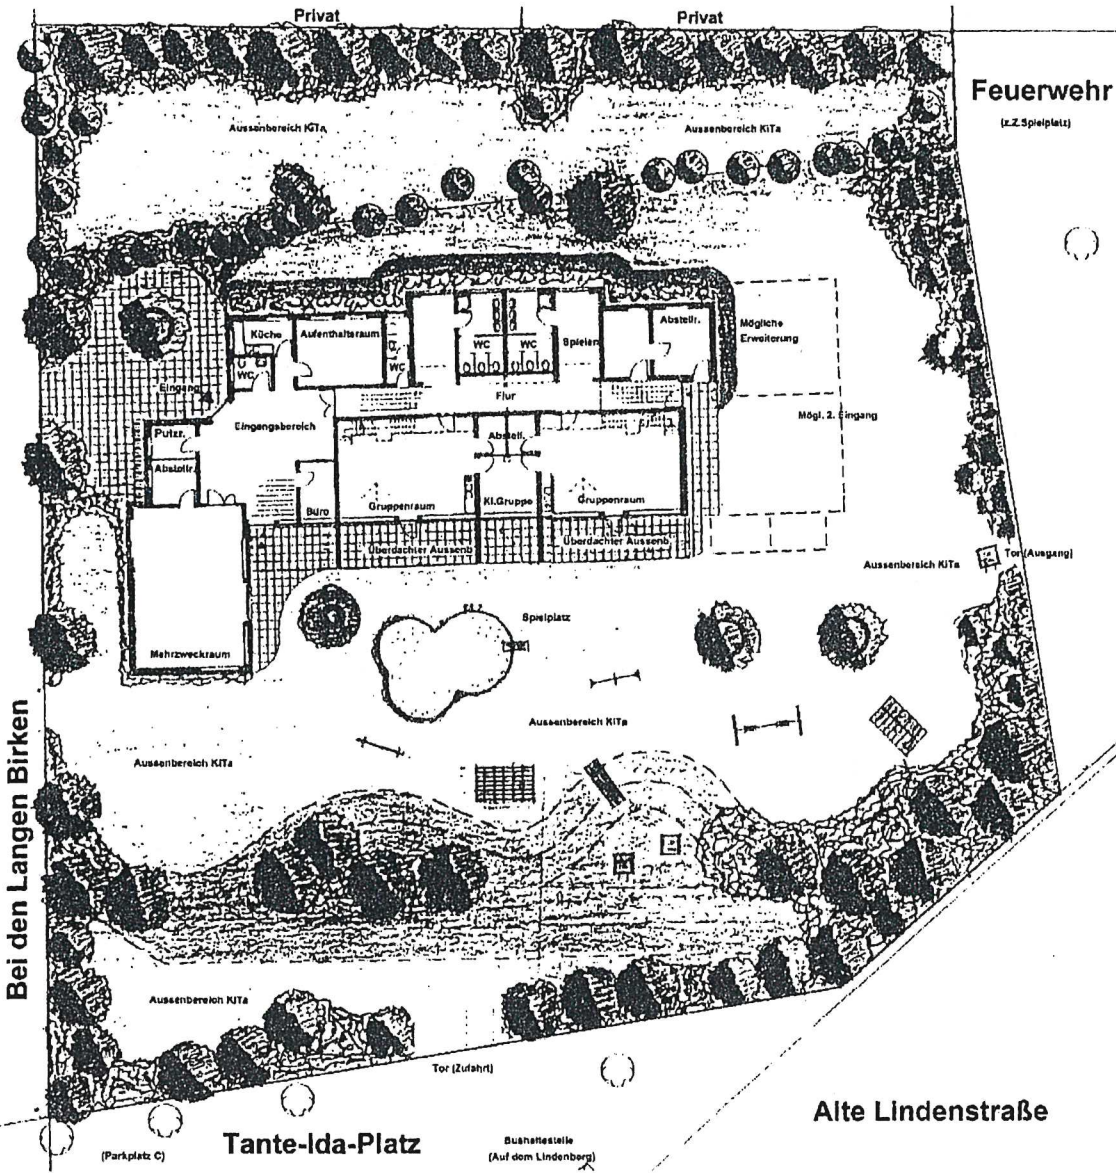 Privat
Privat
Feuerwehr
(z.Z.Spielplatz)
Aussenbereich KiTa
Aussenbereich KiTa
Küche
Aufenthaltsraum
WC
WC
WC
WC
Spielen
Abstellr.
Mögliche
Erweiterung
Eingang
Flur
Mögl. 2. Eingang
Putzr.
Eingangsbereich
Abstell.
Abstellr.
Büro
Gruppenraum
Kl.Gruppe
Gruppenraum
Überdachter Aussenb
Überdachter Aussenb
Aussenbereich KiTa
Tor (Ausgang)
Spielplatz
Mehrzweckraum
Aussenbereich KiTa
Aussenbereich KiTa
Bei den Langen Birken
Aussenbereich KiTa
Tor (Zufahrt)
Alte Lindenstraße
Tante-Ida-Platz
(Parkplatz C)
Bushaltestelle
(Auf dem Lindenberg)